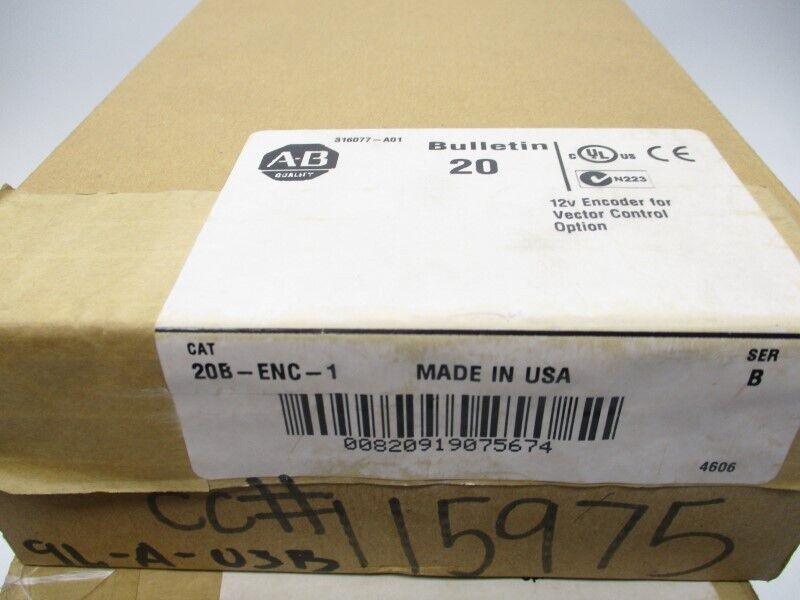 316077-A01
A-B
QUALITY
Bulletin
20
C UL US CE
N223
12v Encoder for
Vector Control
Option
CAT
20B-ENC-1
MADE IN USA
SER
B
00820919075674
4606
CC# 115975
9L-A-03B